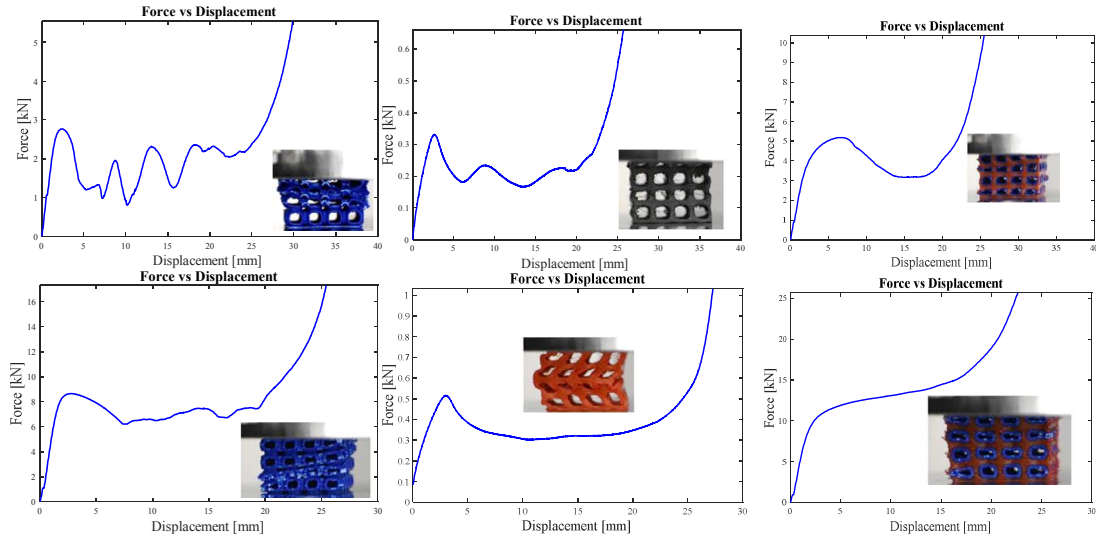 Force vs Displacement
5
4
3
2
1
0
0 5 10 15 20 25 30 35 40
Force [kN]
Displacement [mm]
Force vs Displacement
0.6
0.5
0.4
0.3
0.2
0.1
0
0 5 10 15 20 25 30 35 40
Force [kN]
Displacement [mm]
Force vs Displacement
10
9
8
7
6
5
4
3
2
1
0
0 5 10 15 20 25 30 35 40
Force [kN]
Displacement [mm]
Force vs Displacement
16
14
12
10
8
6
4
2
0
0 5 10 15 20 25 30
Force [kN]
Displacement [mm]
Force vs Displacement
1
0.9
0.8
0.7
0.6
0.5
0.4
0.3
0.2
0.1
0
0 5 10 15 20 25 30
Force [kN]
Displacement [mm]
Force vs Displacement
25
20
15
10
5
0
0 5 10 15 20 25 30
Force [kN]
Displacement [mm]